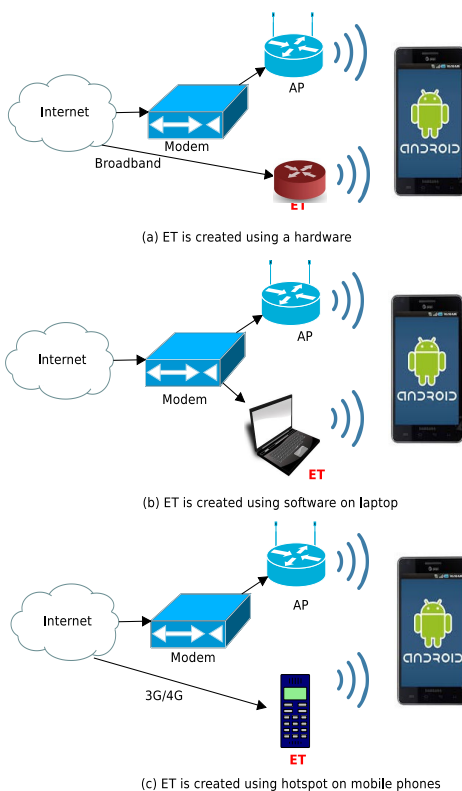 AP
Internet
Modem
Broadband
ANDROID
ET
(a) ET is created using a hardware
AP
Internet
Modem
ANDROID
ET
(b) ET is created using software on laptop
AP
Internet
Modem
ANDROID
3G/4G
ET
(c) ET is created using hotspot on mobile phones